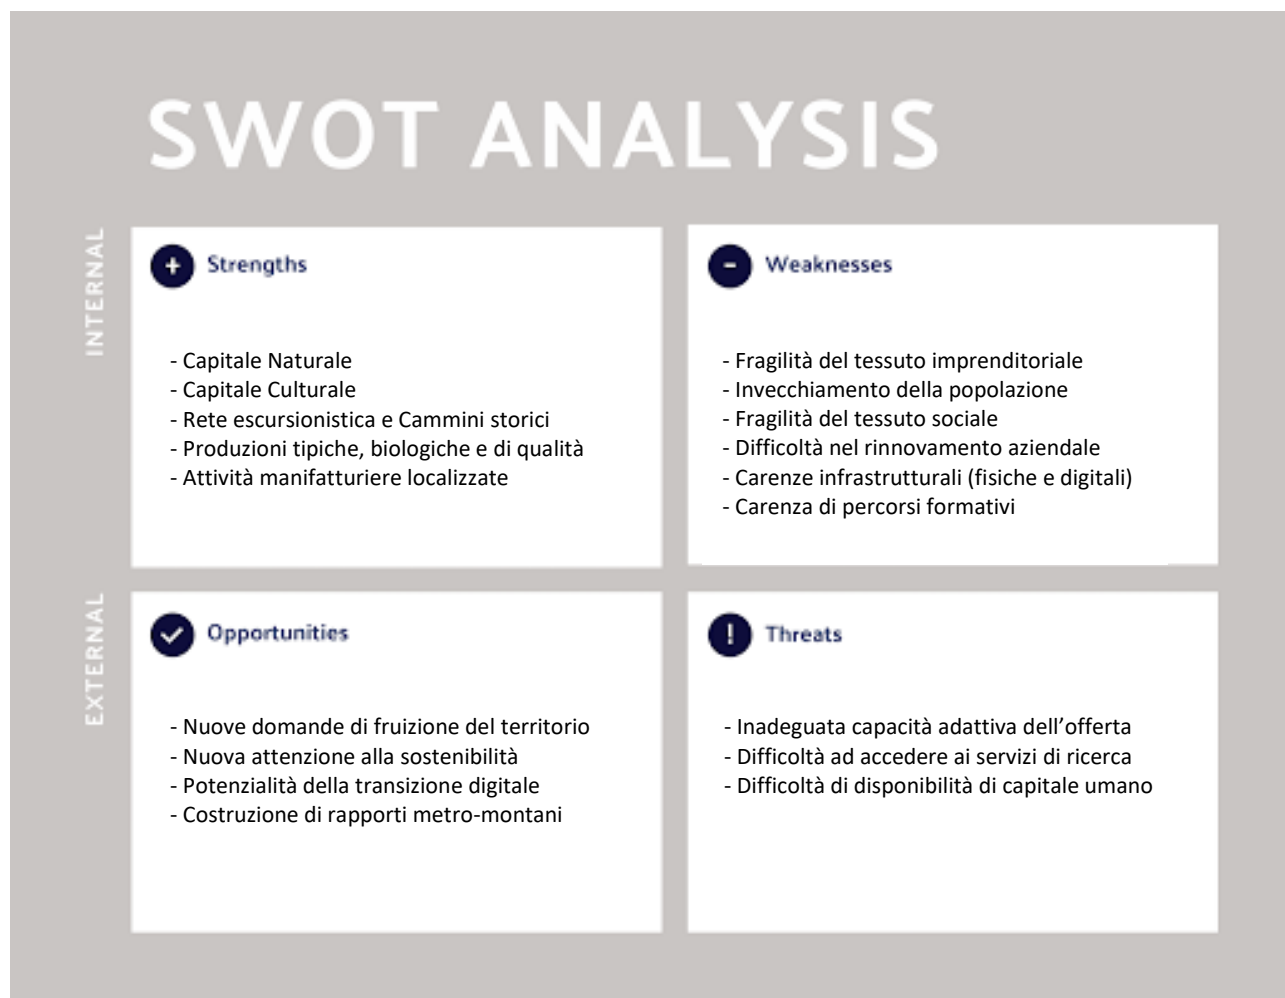 SWOT ANALYSIS
INTERNAL
Strengths
- Capitale Naturale
- Capitale Culturale
- Rete escursionistica e Cammini storici
- Produzioni tipiche, biologiche e di qualità
- Attività manifatturiere localizzate
Weaknesses
- Fragilità del tessuto imprenditoriale
- Invecchiamento della popolazione
- Fragilità del tessuto sociale
- Difficoltà nel rinnovamento aziendale
- Carenze infrastrutturali (fisiche e digitali)
- Carenza di percorsi formativi
EXTERNAL
Opportunities
- Nuove domande di fruizione del territorio
- Nuova attenzione alla sostenibilità
- Potenzialità della transizione digitale
- Costruzione di rapporti metro-montani
Threats
- Inadeguata capacità adattiva dell’offerta
- Difficoltà ad accedere ai servizi di ricerca
- Difficoltà di disponibilità di capitale umano